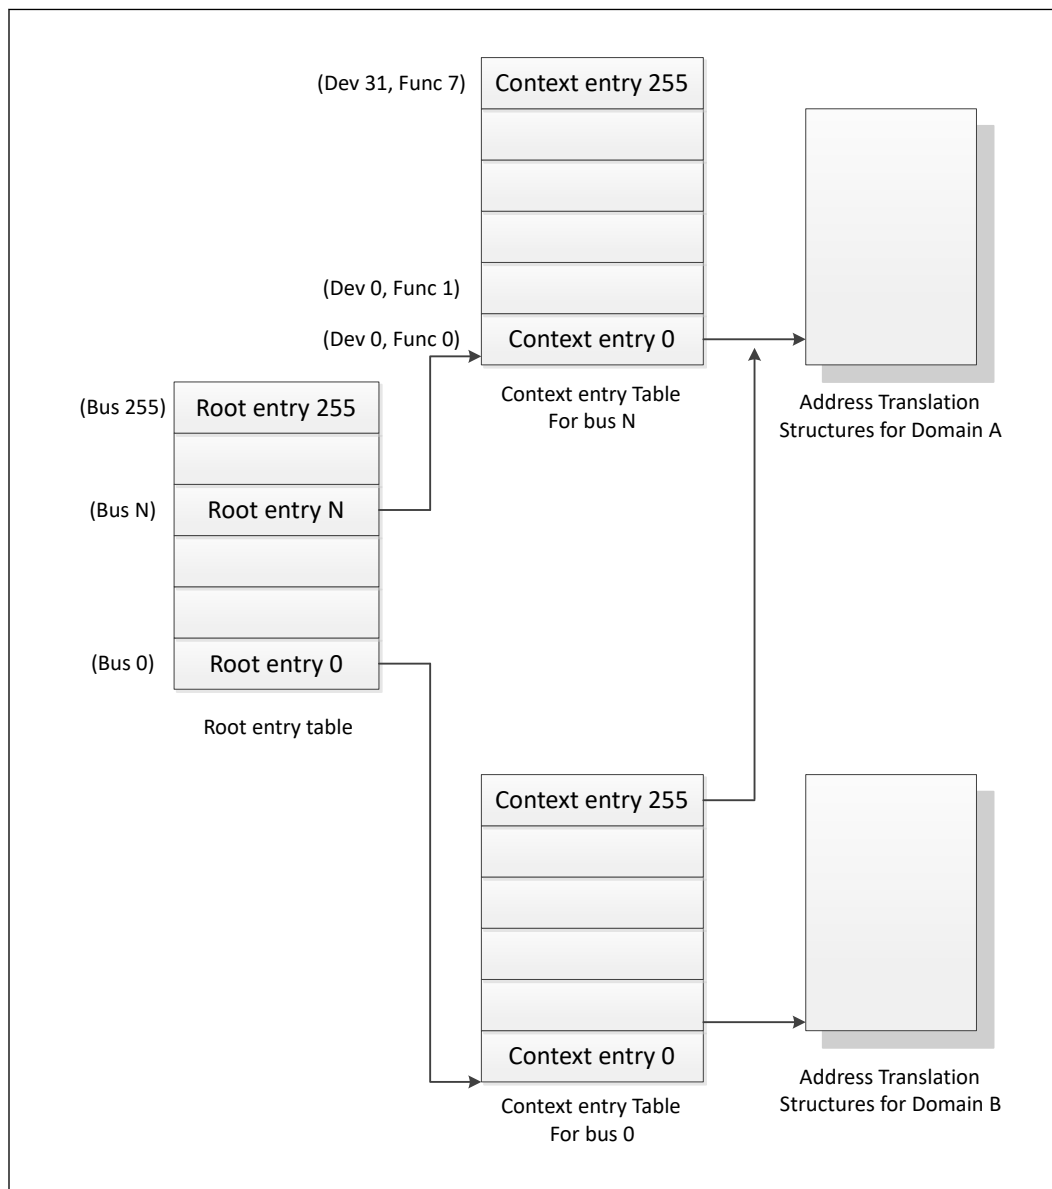 (Dev 31, Func 7)
Context entry 255
(Dev 0, Func 1)
(Dev 0, Func 0)
Context entry 0
Context entry Table
For bus N
Address Translation
Structures for Domain A
(Bus 255)
Root entry 255
(Bus N)
Root entry N
(Bus 0)
Root entry 0
Root entry table
Context entry 255
Context entry 0
Context entry Table
For bus 0
Address Translation
Structures for Domain B